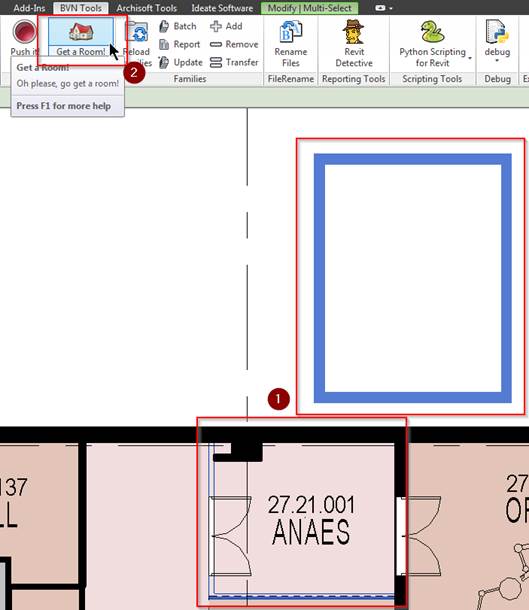 Add-Ins BVN Tools Archisoft Tools Ideate Software Modify | Multi-Select
Push it! Get a Room! Reload Batch Add Rename Revit Python Scripting debug
Report Remove Files Detective for Revit
Update Transfer
Families FileRename Reporting Tools Scripting Tools Debug
Get a Room!
Oh please, go get a room!
Press F1 for more help
2
1
137
27.21.001
27
ANAES